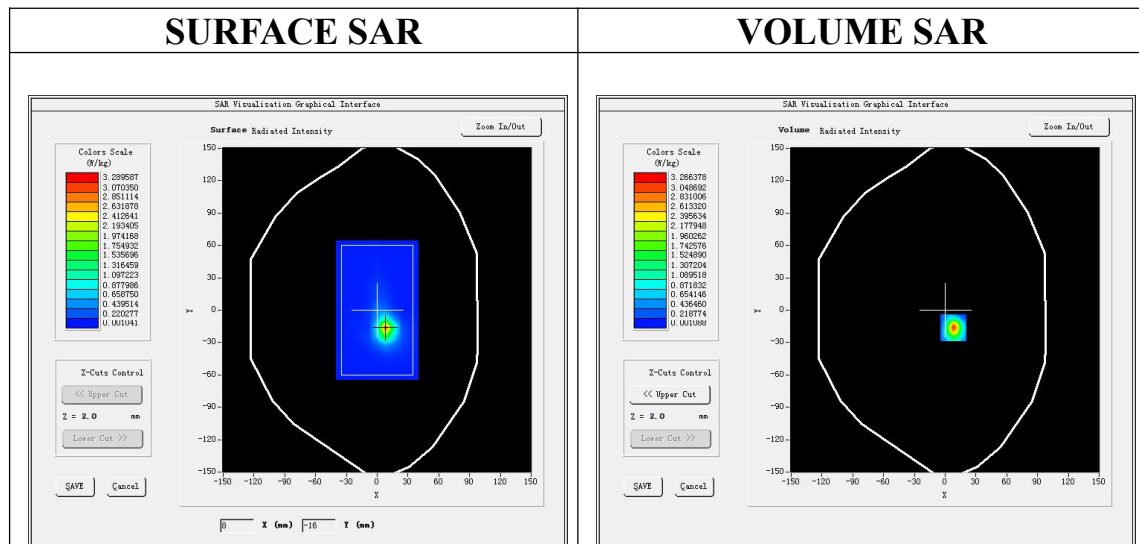 SURFACE SAR
VOLUME SAR
SAR Visualisation Graphical Interface
Surface Radiated Intensity
Zoom In/Out
Colors Scale
(W/kg)
3.289587
3.070350
2.851114
2.631878
2.412641
2.193405
1.974168
1.754932
1.535696
1.316459
1.097223
0.877986
0.658750
0.439514
0.220277
0.001041
150
120
90
60
30
0
-30
-60
-90
-120
-150
Y
-150 -120 -90 -60 -30 0 30 60 90 120 150
X
Z-Cuts Control
<< Upper Cut
Z = 2.0 mm
Lower Cut >>
SAVE Cancel
8 X (mm) -16 Y (mm)
SAR Visualisation Graphical Interface
Volume Radiated Intensity
Zoom In/Out
Colors Scale
(W/kg)
3.266378
3.048692
2.831006
2.613320
2.395634
2.177948
1.960262
1.742576
1.524890
1.307204
1.089518
0.871832
0.654146
0.436460
0.218774
0.001088
150
120
90
60
30
0
-30
-60
-90
-120
-150
Y
-150 -120 -90 -60 -30 0 30 60 90 120 150
X
Z-Cuts Control
<< Upper Cut
Z = 2.0 mm
Lower Cut >>
SAVE Cancel